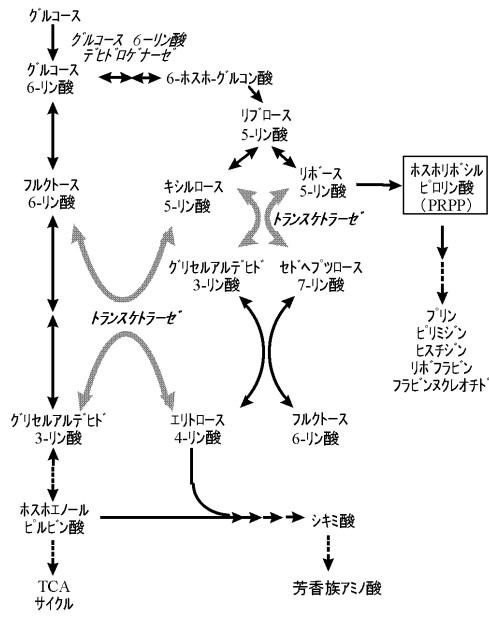 グルコース
グルコース 6ーリン酸
デヒドロゲナーゼ
グルコース
6-リン酸
6-ホスホ-グルコン酸
リブロース
5-リン酸
フルクトース
6-リン酸
キシルロース
5-リン酸
リボース
5-リン酸
ホスホリボシル
ピロリン酸
(PRPP)
トランスケトラーゼ
グリセルアルデヒド
3-リン酸
セドヘプツロース
7-リン酸
トランスケトラーゼ
プリン
ピリミジン
ヒスチジン
リボフラビン
フラビンヌクレオチド
グリセルアルデヒド
3-リン酸
エリトロース
4-リン酸
フルクトース
6-リン酸
ホスホエノール
ピルビン酸
シキミ酸
TCA
サイクル
芳香族アミノ酸